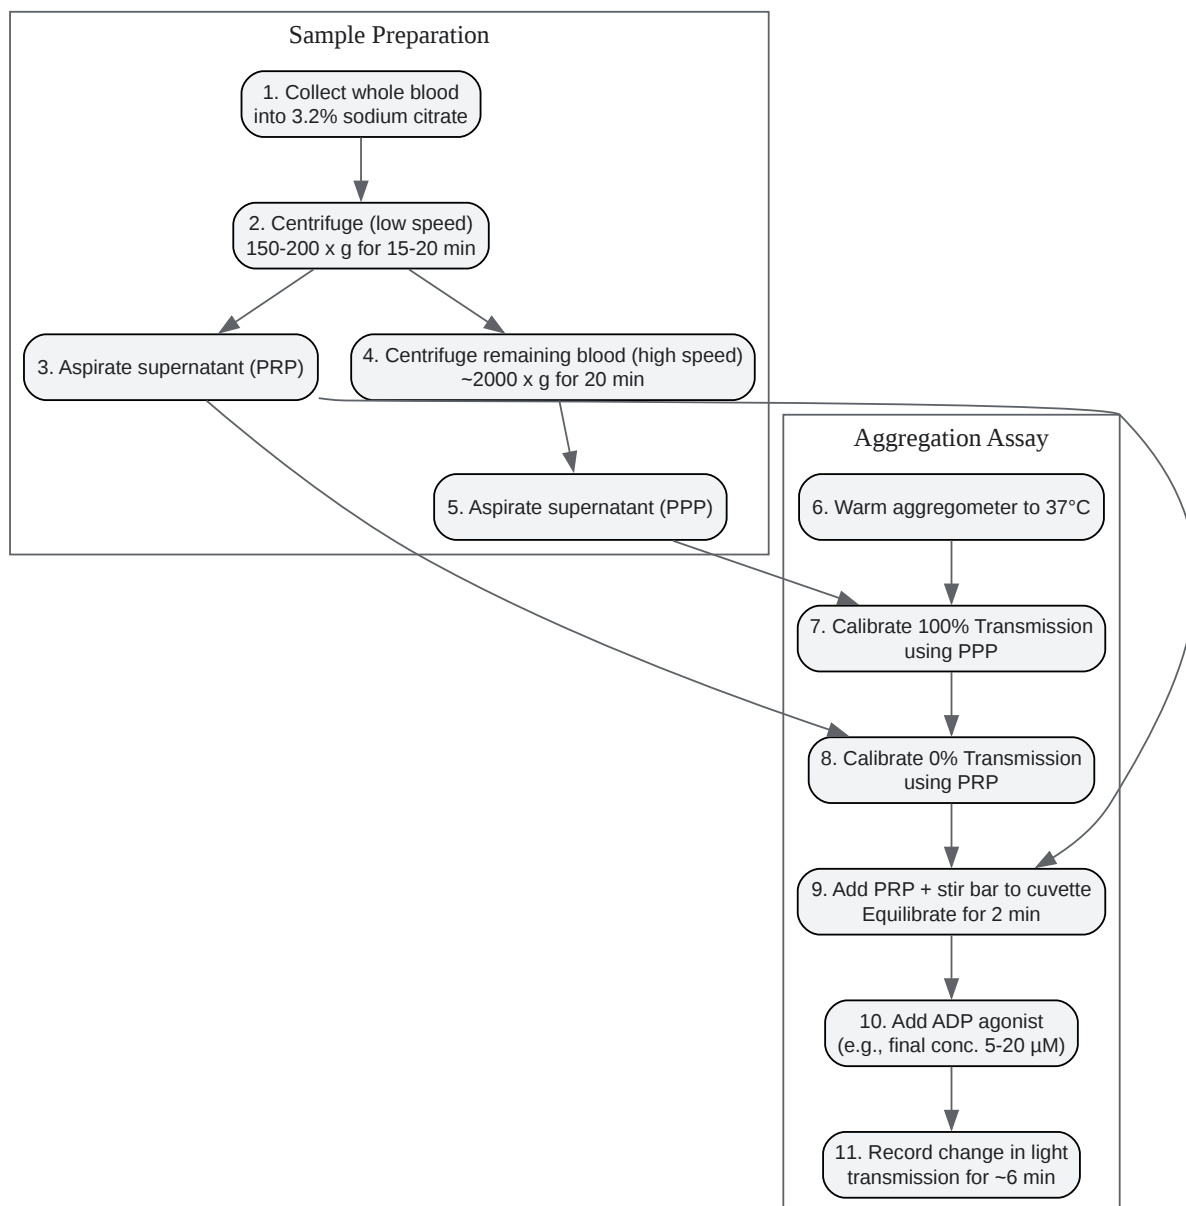 Sample Preparation
1. Collect whole blood
into 3.2% sodium citrate
2. Centrifuge (low speed)
150-200 x g for 15-20 min
3. Aspirate supernatant (PRP)
4. Centrifuge remaining blood (high speed)
~2000 x g for 20 min
5. Aspirate supernatant (PPP)
Aggregation Assay
6. Warm aggregometer to 37°C
7. Calibrate 100% Transmission
using PPP
8. Calibrate 0% Transmission
using PRP
9. Add PRP + stir bar to cuvette
Equilibrate for 2 min
10. Add ADP agonist
(e.g., final conc. 5-20 µM)
11. Record change in light
transmission for ~6 min